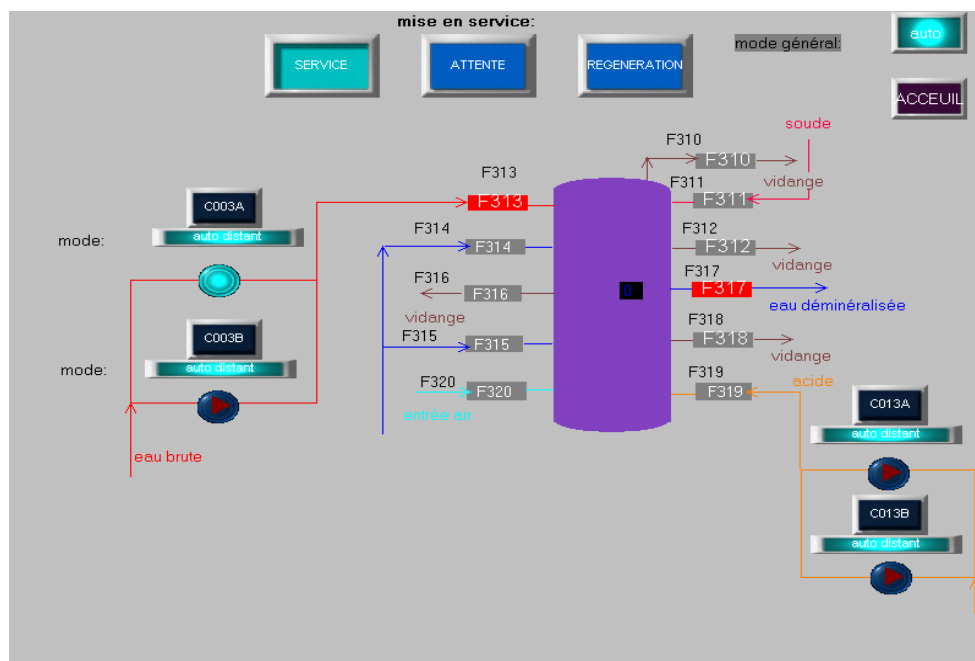 mise en service:
SERVICE
ATTENTE
REGENERATION
mode général:
auto
ACCEUIL
soude
F310
F310
vidange
F313
F313
F311
F311
C003A
auto distant
mode:
F314
F314
F312
F312
vidange
F316
F316
vidange
F317
F317
0
eau déminéralisée
C003B
auto distant
mode:
F315
F315
F318
F318
vidange
F320
F320
entrée air
F319
F319
acide
C013A
auto distant
eau brute
C013B
auto distant